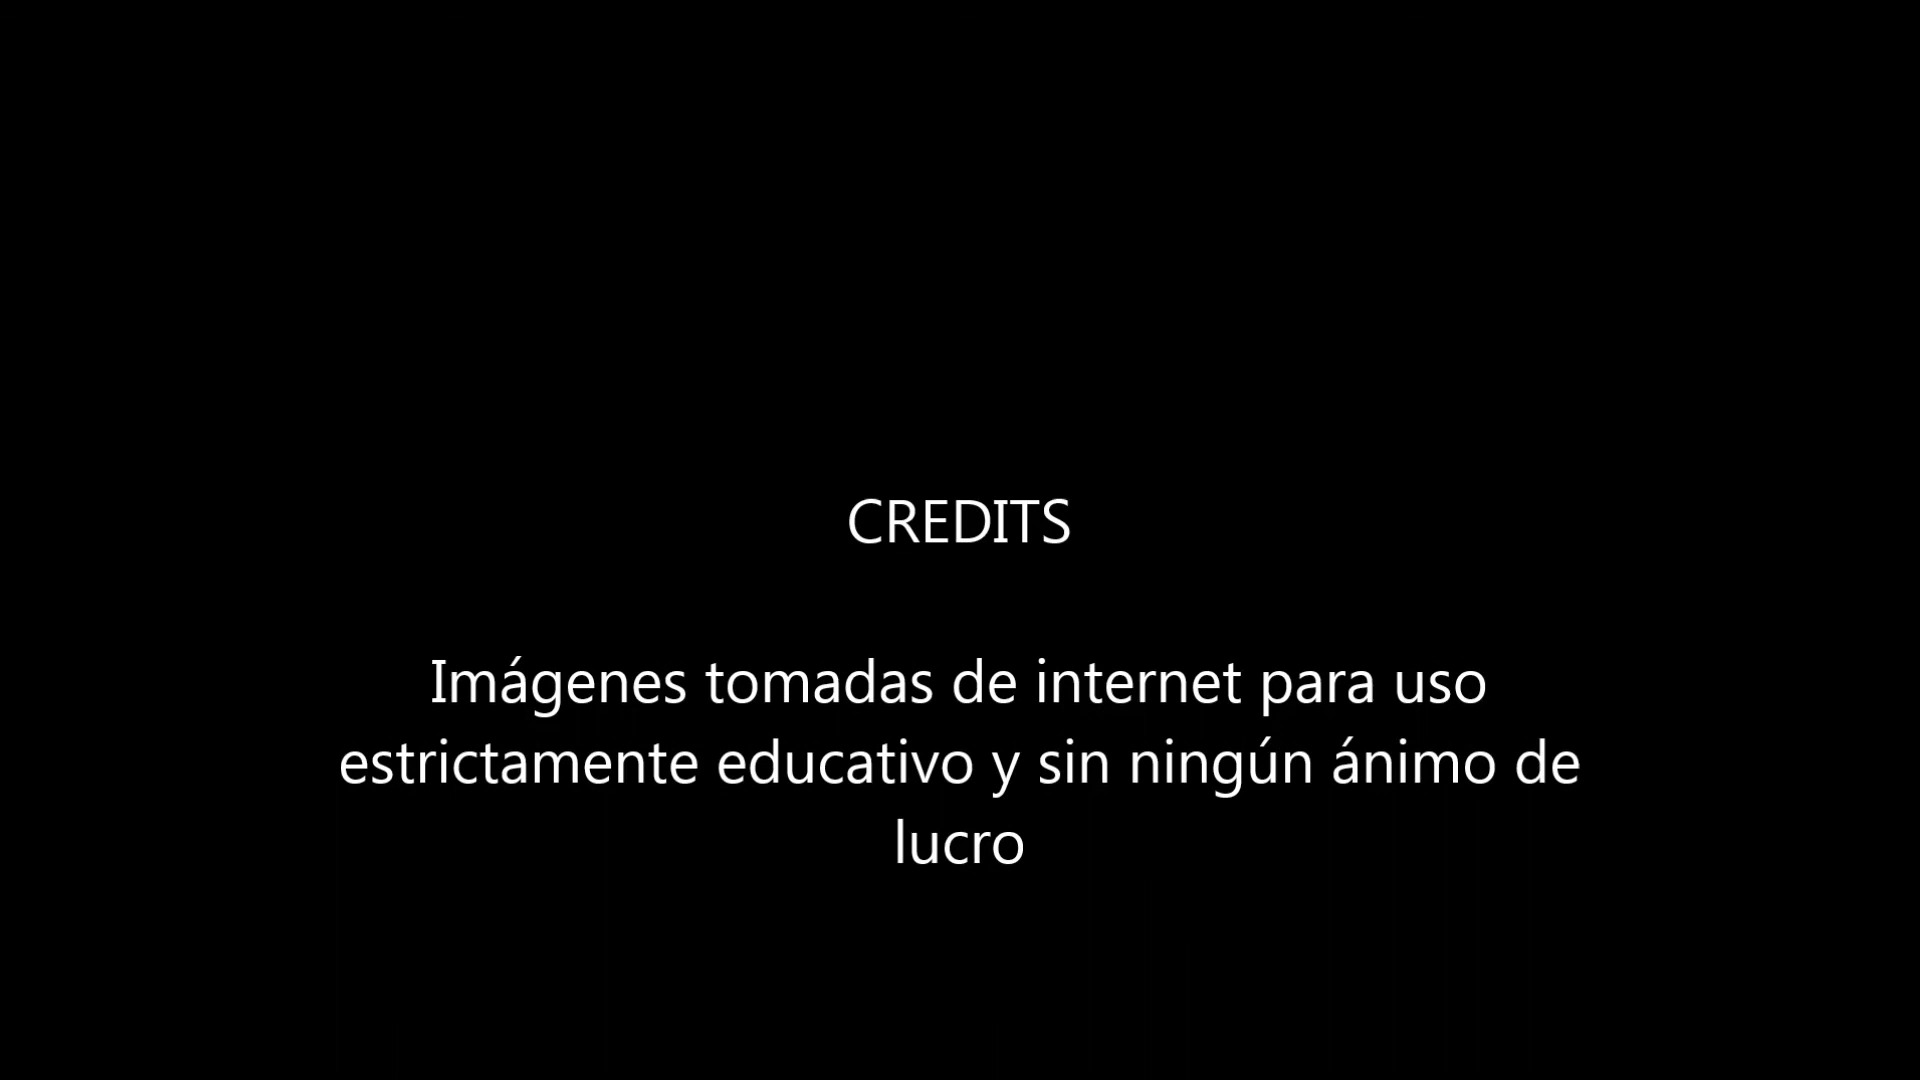 CREDITS
Imágenes tomadas de internet para uso
estrictamente educativo y sin ningún ánimo de
lucro